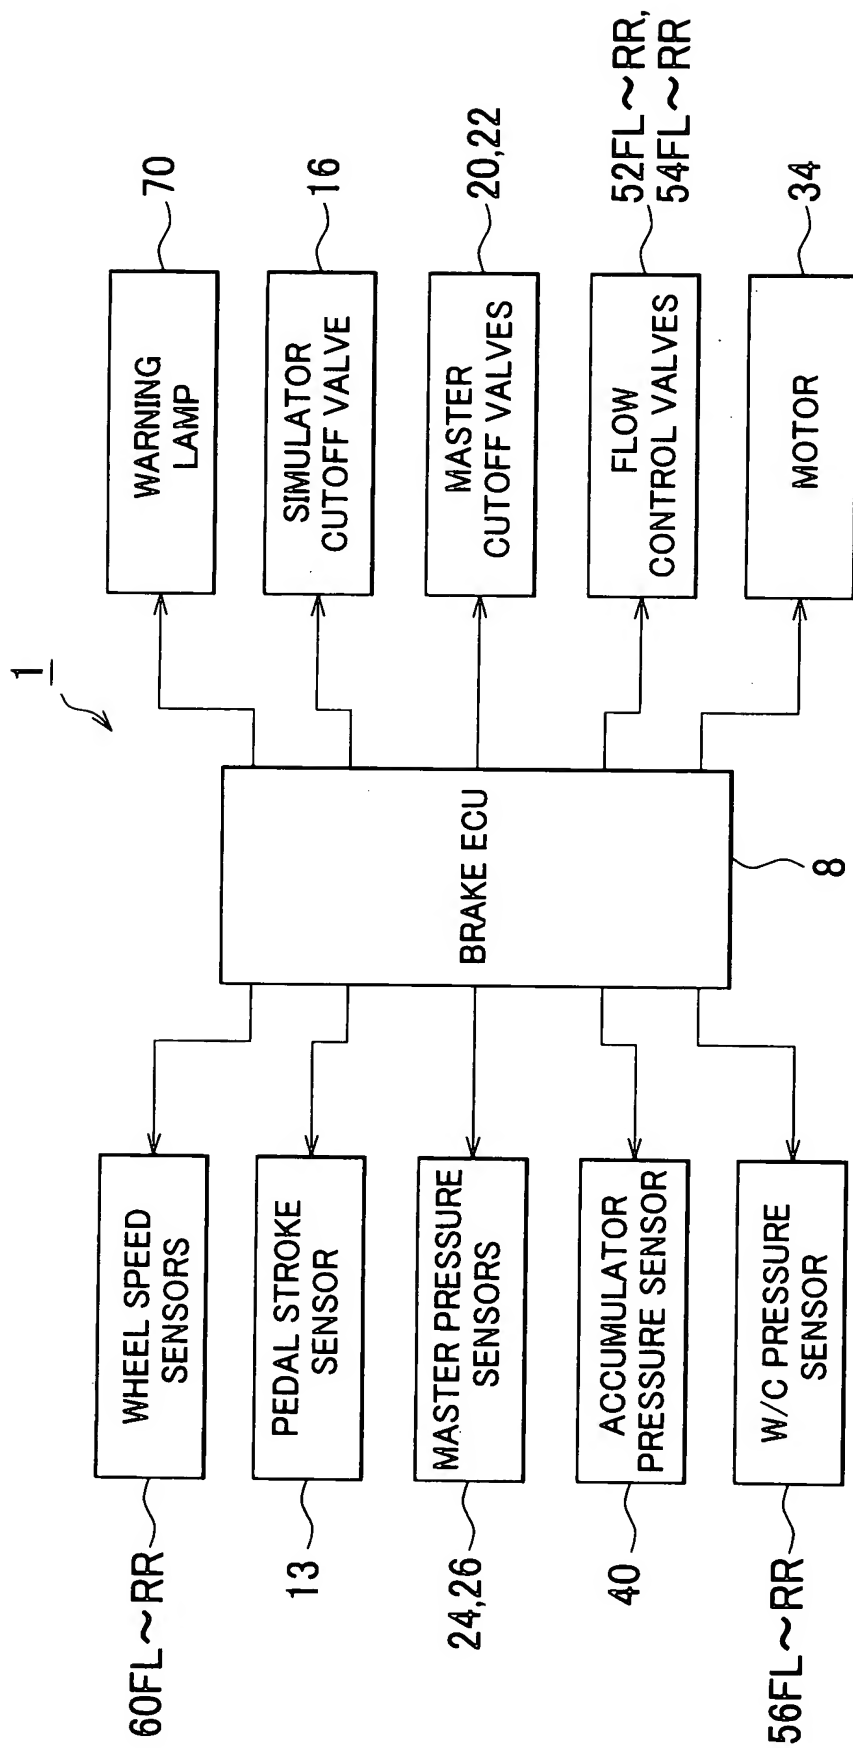 1
60FL~RR
WHEEL SPEED
SENSORS
13
PEDAL STROKE
SENSOR
24,26
MASTER PRESSURE
SENSORS
40
ACCUMULATOR
PRESSURE SENSOR
56FL~RR
W/C PRESSURE
SENSOR
BRAKE ECU
8
WARNING
LAMP
70
SIMULATOR
CUTOFF VALVE
16
MASTER
CUTOFF VALVES
20,22
FLOW
CONTROL VALVES
52FL~RR,
54FL~RR
MOTOR
34